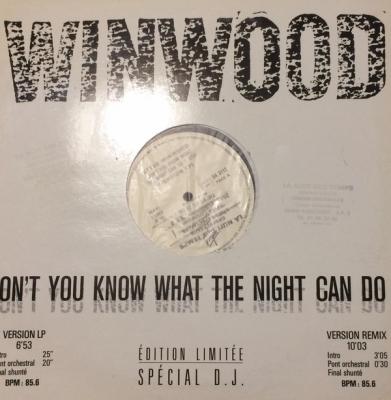 WINWOOD
ON'T YOU KNOW WHAT THE NIGHT CAN DO
VERSION LP
6'53
ntro 25"
Pont orchestral 20"
Final shunté
BPM : 85.6
ÉDITION LIMITÉE
SPÉCIAL D.J.
VERSION REMIX
10'03
Intro 3'05
Pont orchestral 0'30
Final shunté
BPM : 85.6